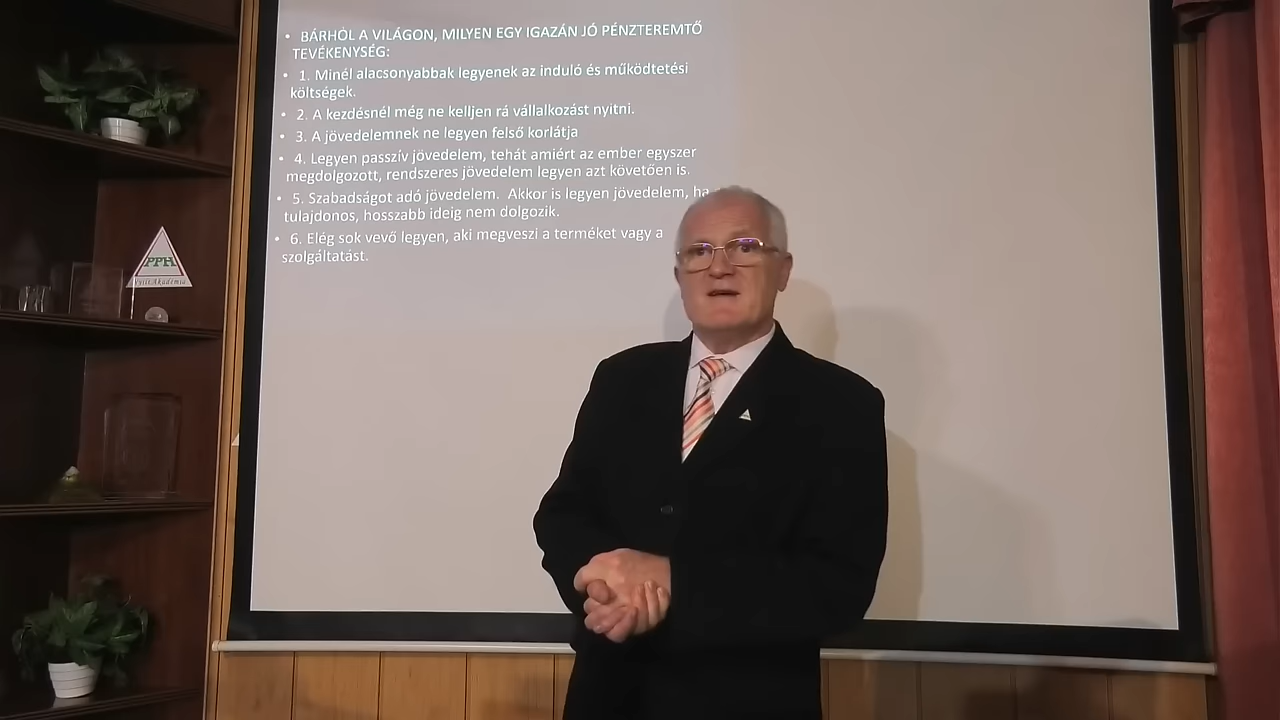 • BÁRHOL A VILÁGON, MILYEN EGY IGAZÁN JÓ PÉNZTEREMTŐ
TEVÉKENYSÉG:
• 1. Minél alacsonyabbak legyenek az induló és működtetési
költségek.
• 2. A kezdésnél még ne kelljen rá vállalkozást nyitni.
• 3. A jövedelemnek ne legyen felső korlátja
• 4. Legyen passzív jövedelem, tehát amiért az ember egyszer
megdolgozott, rendszeres jövedelem legyen azt követően is.
• 5. Szabadságot adó jövedelem. Akkor is legyen jövedelem, ha
tulajdonos, hosszabb ideig nem dolgozik.
• 6. Elég sok vevő legyen, aki megveszi a terméket vagy a
szolgáltatást.
PPH
Nyílt Akadémia